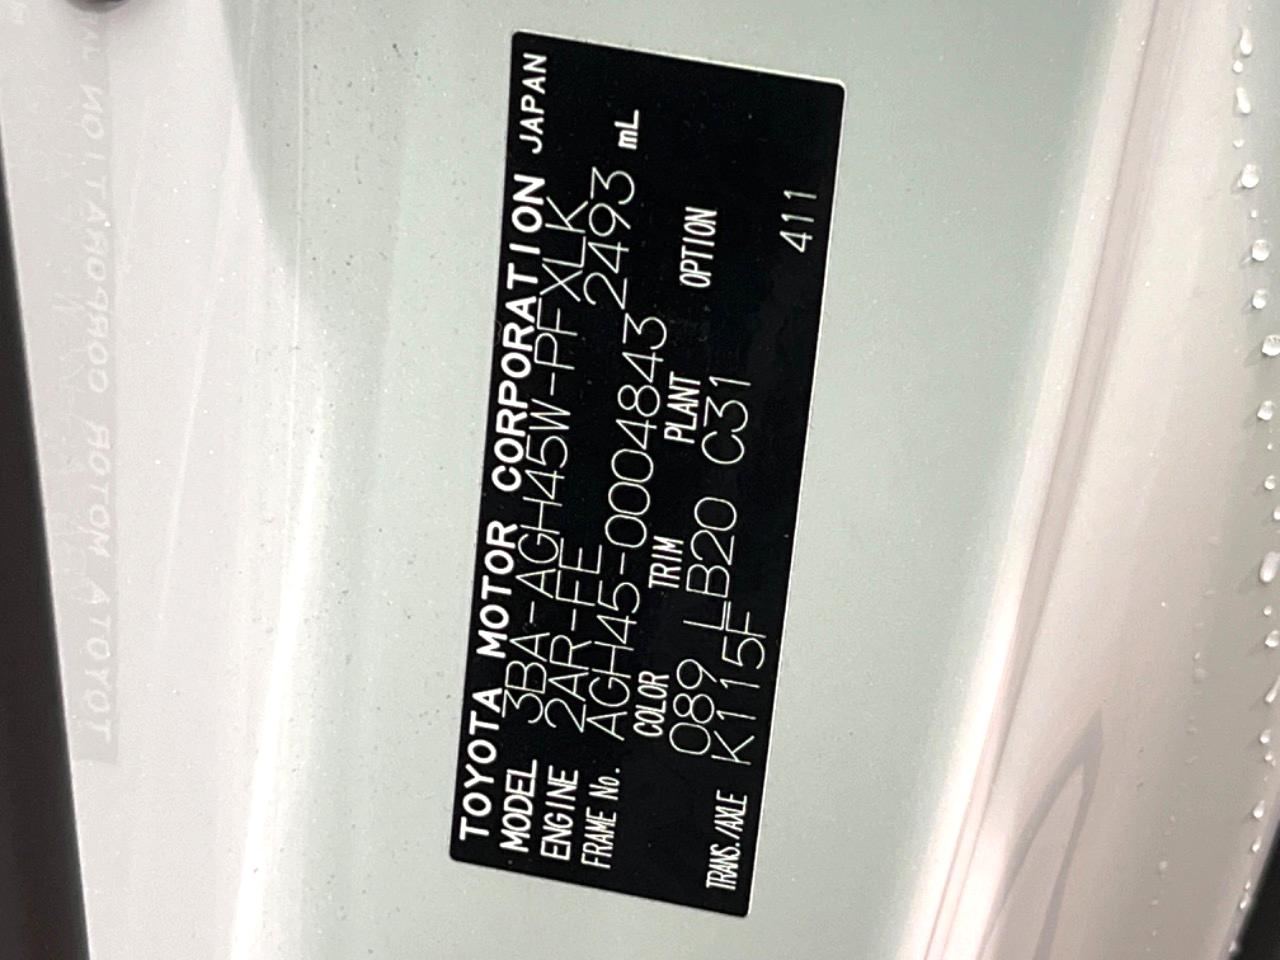 TOYOTA MOTOR CORPORATION JAPAN
MODEL 3BA-AGH45W-PFXLK
ENGINE 2AR-FE 2493 mL
FRAME No. AGH45-0004843
COLOR TRIM PLANT OPTION
089 LB20 C31
TRANS./AXLE K115F 411